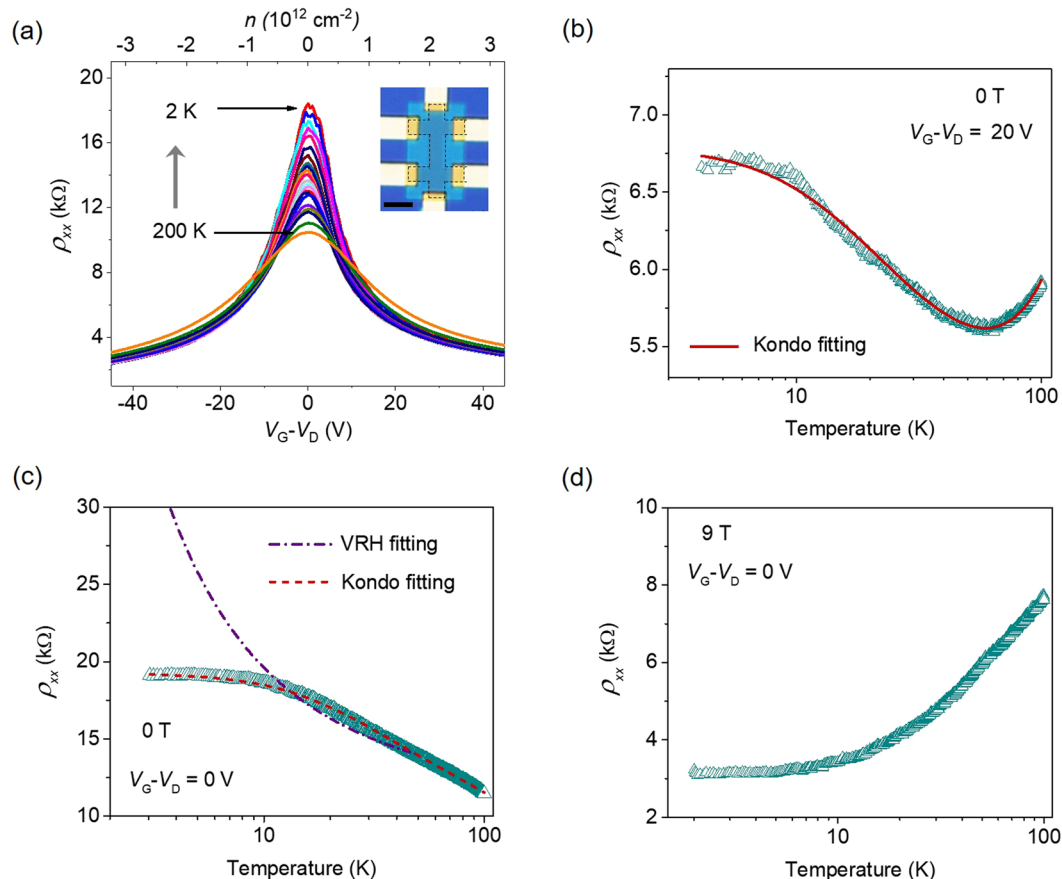 (a)
n (10¹² cm⁻²)
-3 -2 -1 0 1 2 3
20
16
12
8
4
ρxx (kΩ)
2 K
200 K
-40 -20 0 20 40
VG-VD (V)
(b)
7.0
6.5
6.0
5.5
ρxx (kΩ)
0 T
VG-VD = 20 V
Kondo fitting
10 100
Temperature (K)
(c)
30
25
20
15
10
ρxx (kΩ)
VRH fitting
Kondo fitting
0 T
VG-VD = 0 V
10 100
Temperature (K)
(d)
10
8
6
4
2
ρxx (kΩ)
9 T
VG-VD = 0 V
10 100
Temperature (K)